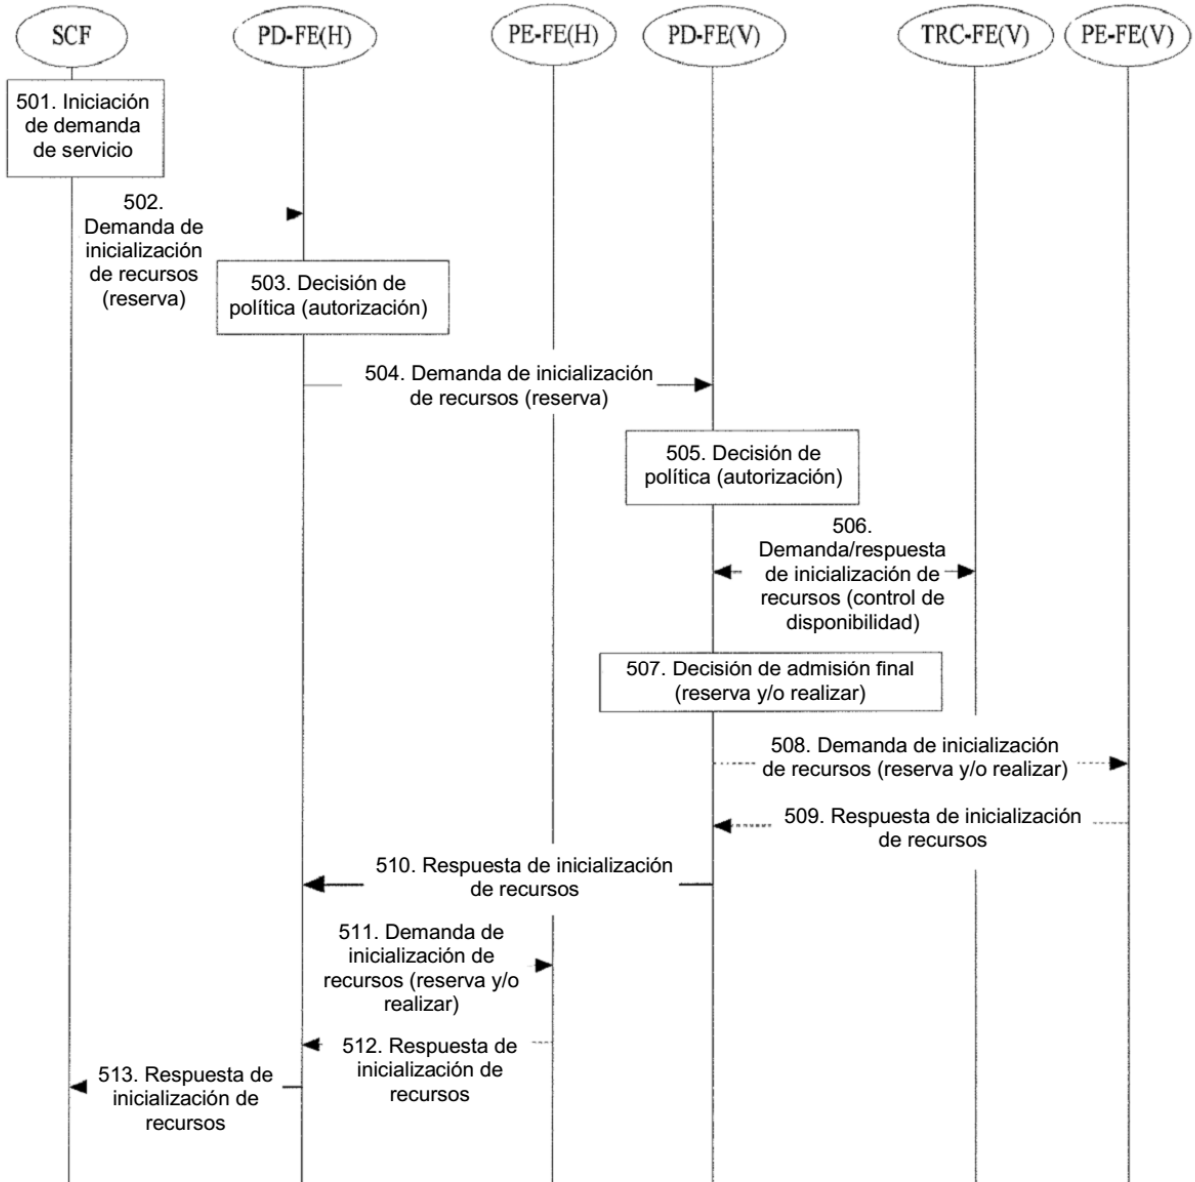 SCF
PD-FE(H)
PE-FE(H)
PD-FE(V)
TRC-FE(V)
PE-FE(V)
501. Iniciación
de demanda
de servicio
502.
Demanda de
inicialización
de recursos
(reserva)
503. Decisión de
política (autorización)
504. Demanda de inicialización
de recursos (reserva)
505. Decisión de
política (autorización)
506.
Demanda/respuesta
de inicialización de
recursos (control de
disponibilidad)
507. Decisión de admisión final
(reserva y/o realizar)
508. Demanda de inicialización
de recursos (reserva y/o realizar)
509. Respuesta de inicialización
de recursos
510. Respuesta de inicialización
de recursos
511. Demanda de
inicialización de
recursos (reserva y/o
realizar)
512. Respuesta de
inicialización de
recursos
513. Respuesta de
inicialización de
recursos